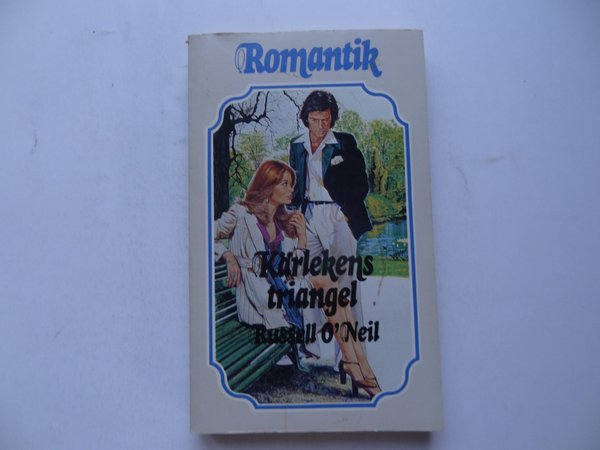 Romantik
Kärlekens
triangel
Russell O'Neil